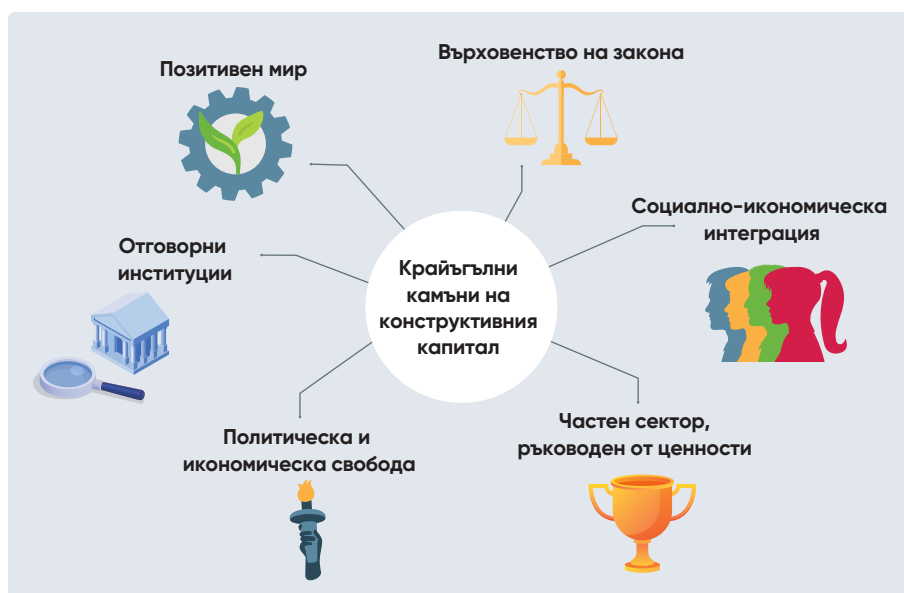 Позитивен мир
Върховенство на закона
Социално-икономическа
интеграция
Отговорни
институции
Крайъгълни
камъни на
конструктивния
капитал
Политическа и
икономическа свобода
Частен сектор,
ръководен от ценности